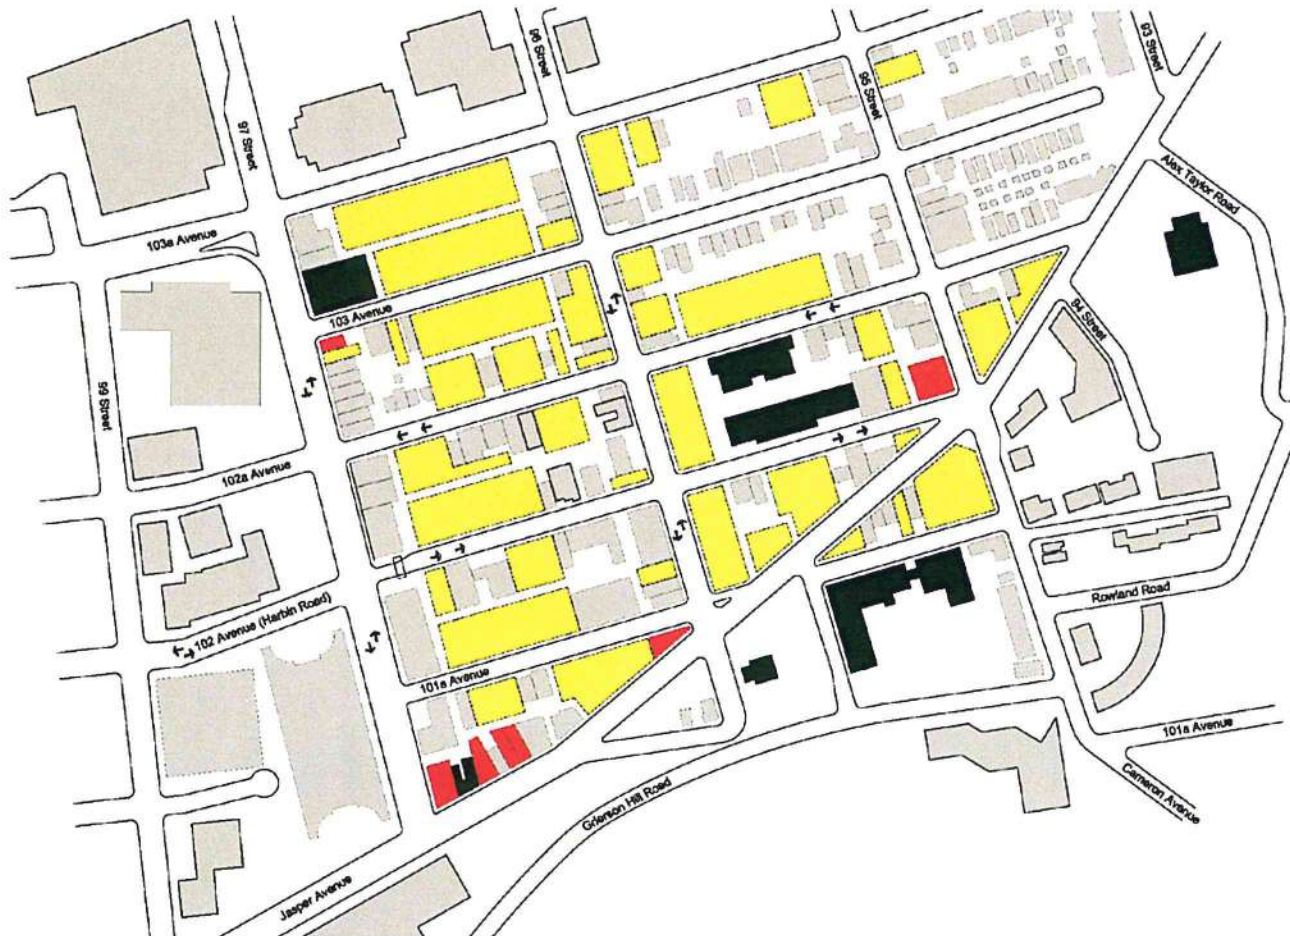 96 Street
93 Street
95 Street
97 Street
Alex Taylor Road
103a Avenue
103 Avenue
94 Street
99 Street
102a Avenue
102 Avenue (Harbin Road)
Rowland Road
101a Avenue
101a Avenue
Cameron Avenue
Grierson Hill Road
Jasper Avenue